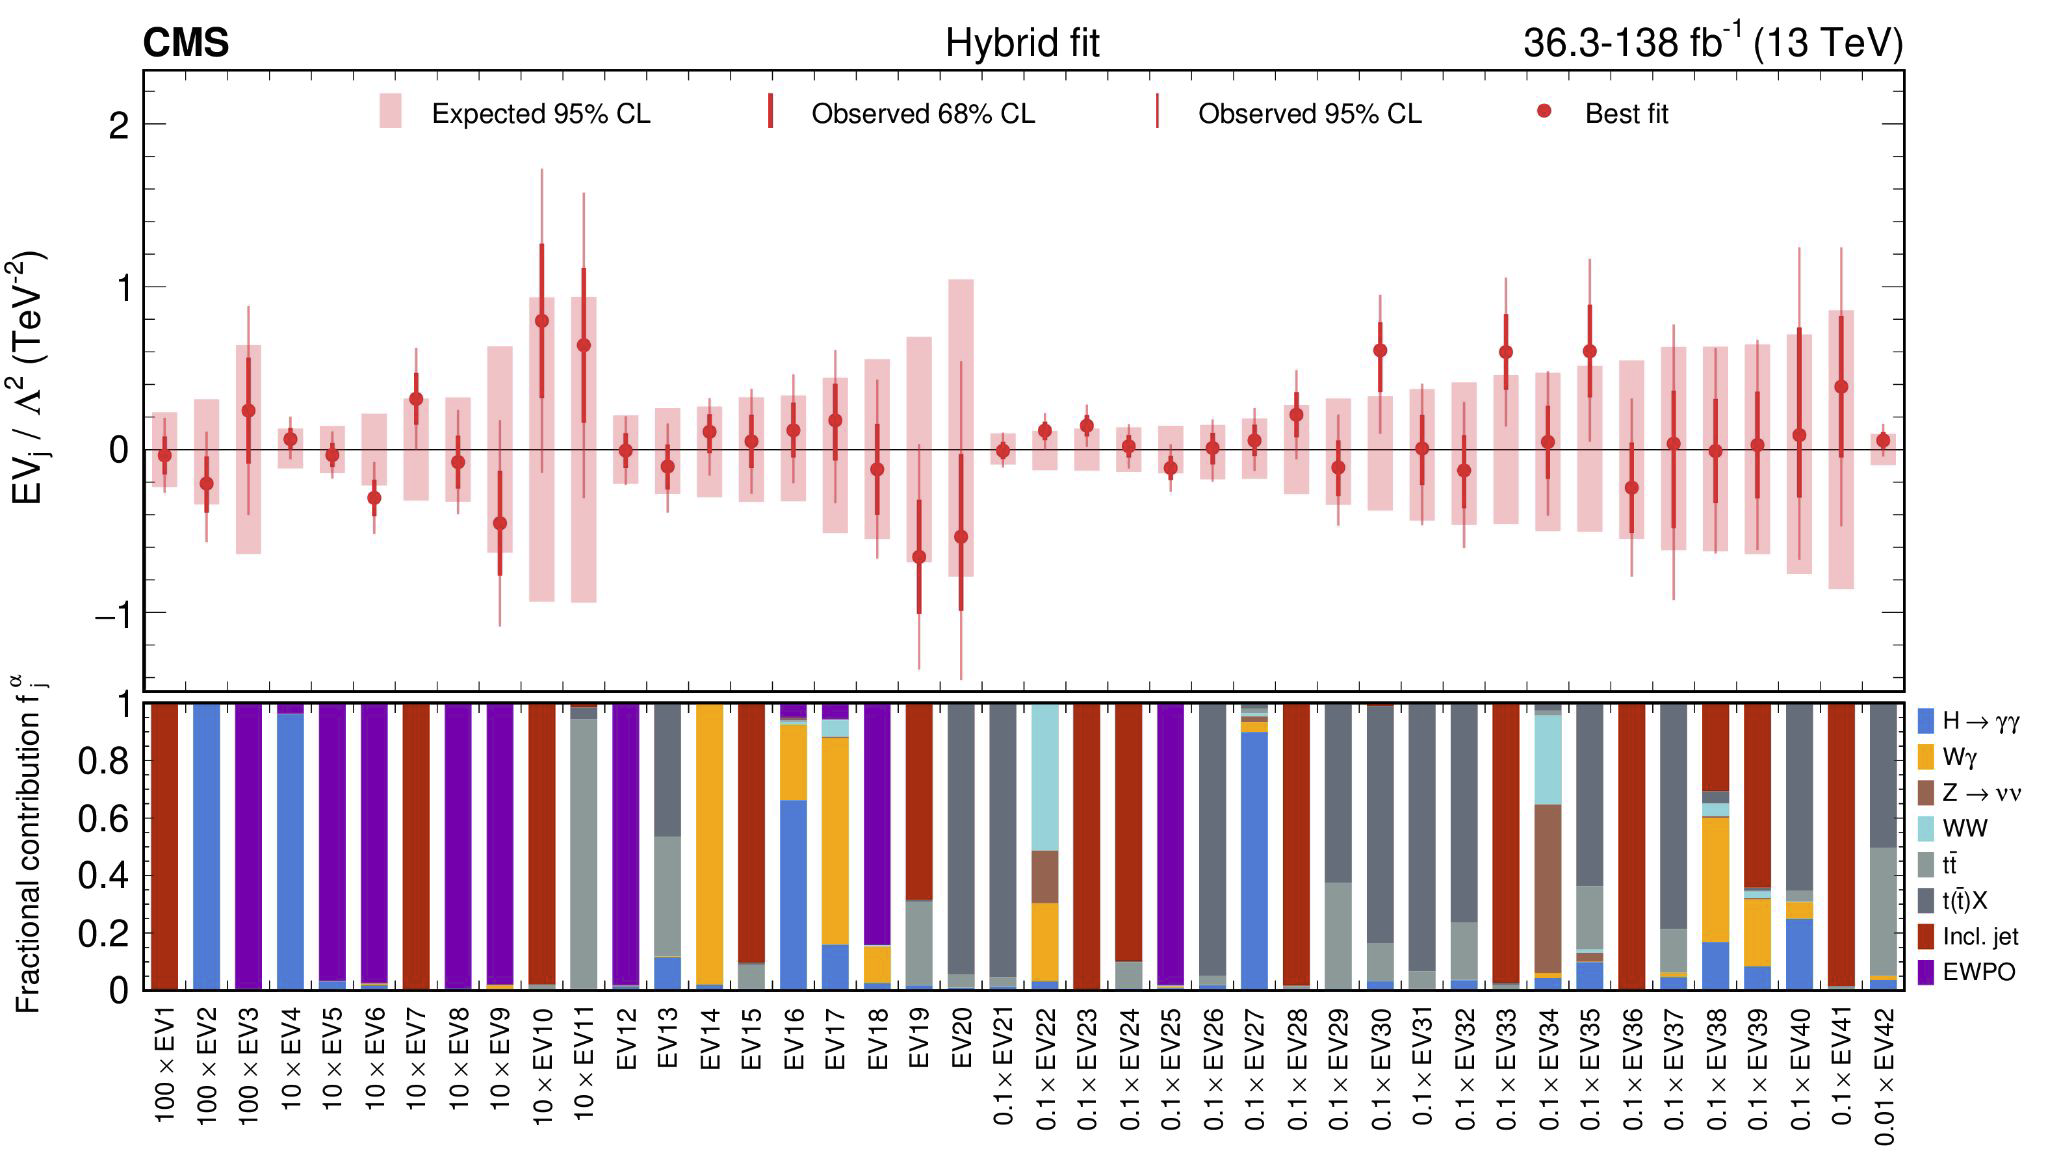 CMS Hybrid fit 36.3-138 fb⁻¹ (13 TeV)
Expected 95% CL Observed 68% CL Observed 95% CL Best fit
EVⱼ / Λ² (TeV⁻²)
2
1
0
−1
Fractional contribution fⱼᵅ
1
0.8
0.6
0.4
0.2
0
H → γγ
Wγ
Z → νν
WW
tt̄
t(t̄)X
Incl. jet
EWPO
100 × EV1
100 × EV2
100 × EV3
10 × EV4
10 × EV5
10 × EV6
10 × EV7
10 × EV8
10 × EV9
10 × EV10
10 × EV11
EV12
EV13
EV14
EV15
EV16
EV17
EV18
EV19
EV20
0.1 × EV21
0.1 × EV22
0.1 × EV23
0.1 × EV24
0.1 × EV25
0.1 × EV26
0.1 × EV27
0.1 × EV28
0.1 × EV29
0.1 × EV30
0.1 × EV31
0.1 × EV32
0.1 × EV33
0.1 × EV34
0.1 × EV35
0.1 × EV36
0.1 × EV37
0.1 × EV38
0.1 × EV39
0.1 × EV40
0.1 × EV41
0.01 × EV42